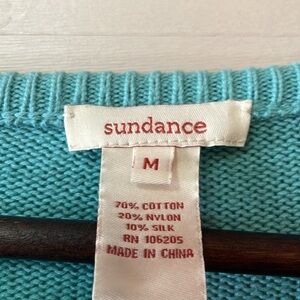 sundance
M
70% COTTON
20% NYLON
10% SILK
RN 106205
MADE IN CHINA